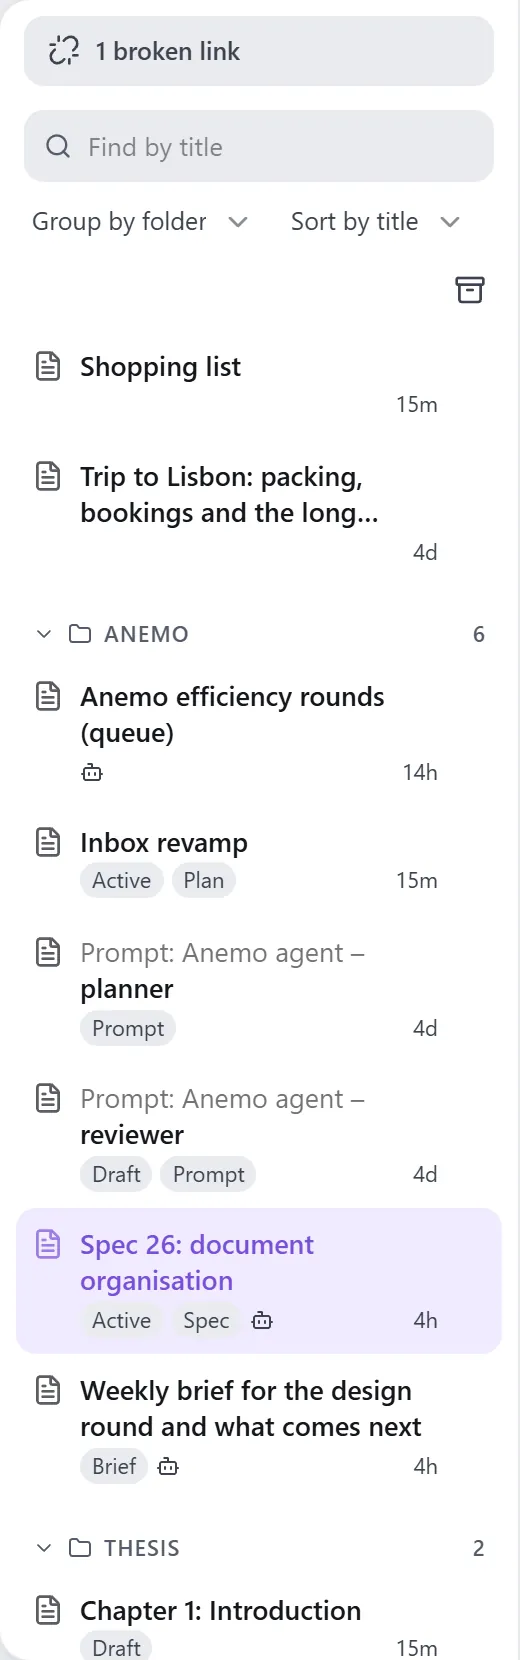 1 broken link
Find by title
Group by folder
Sort by title
Shopping list
15m
Trip to Lisbon: packing,
bookings and the long...
4d
ANEMO 6
Anemo efficiency rounds
(queue)
14h
Inbox revamp
Active Plan 15m
Prompt: Anemo agent –
planner
Prompt 4d
Prompt: Anemo agent –
reviewer
Draft Prompt 4d
Spec 26: document
organisation
Active Spec 4h
Weekly brief for the design
round and what comes next
Brief 4h
THESIS 2
Chapter 1: Introduction
Draft 15m